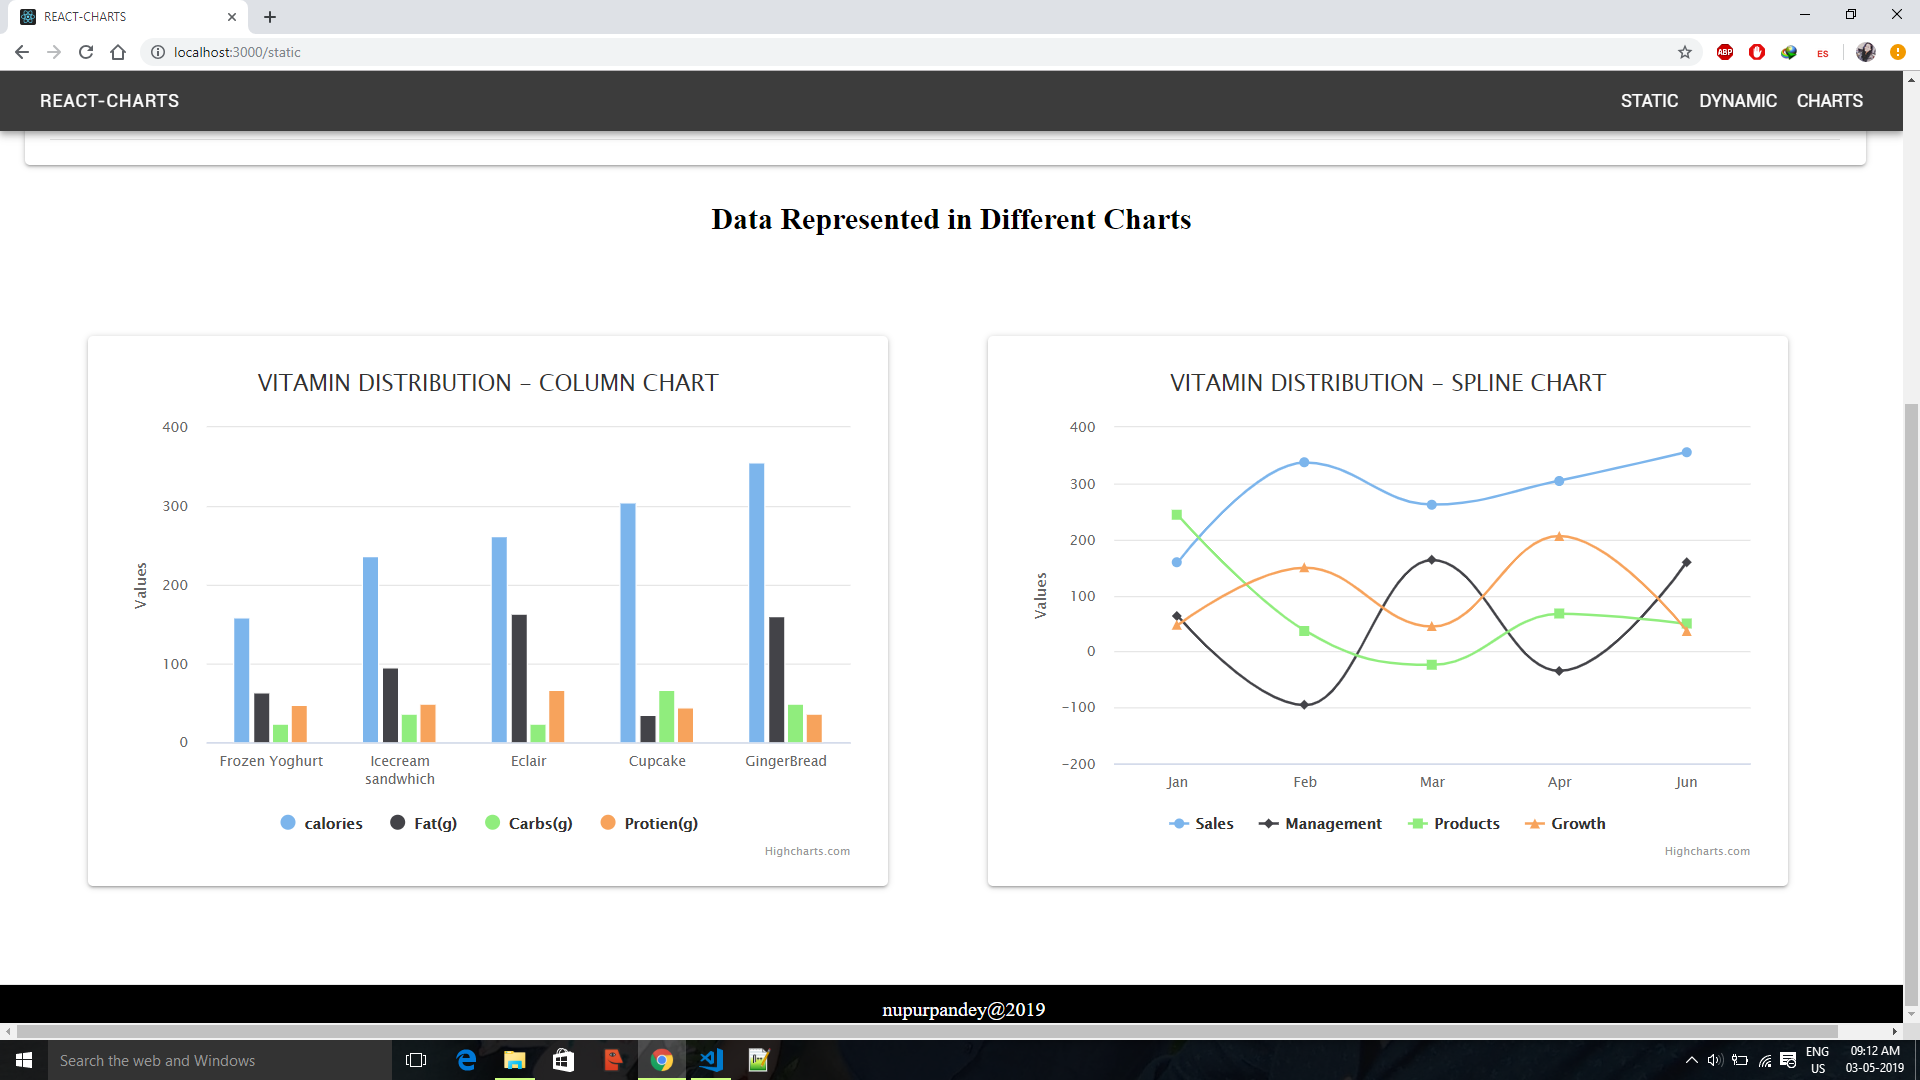 REACT-CHARTS
localhost:3000/static
ABP
ES
REACT-CHARTS
STATIC DYNAMIC CHARTS
Data Represented in Different Charts
VITAMIN DISTRIBUTION - COLUMN CHART
400
300
200
100
0
Values
Frozen Yoghurt
Icecream
sandwhich
Eclair
Cupcake
GingerBread
calories Fat(g) Carbs(g) Protien(g)
Highcharts.com
VITAMIN DISTRIBUTION - SPLINE CHART
400
300
200
100
0
-100
-200
Values
Jan Feb Mar Apr Jun
Sales Management Products Growth
Highcharts.com
nupurpandey@2019
Search the web and Windows
ENG
US
09:12 AM
03-05-2019